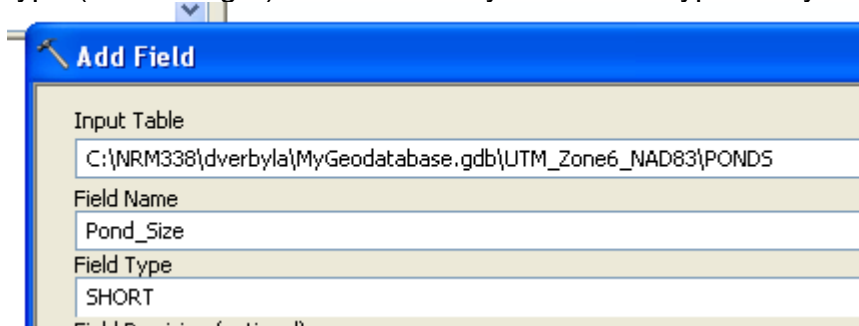 Add Field
Input Table
C:\NRM338\dverbyla\MyGeodatabase.gdb\UTM_Zone6_NAD83\PONDS
Field Name
Pond_Size
Field Type
SHORT